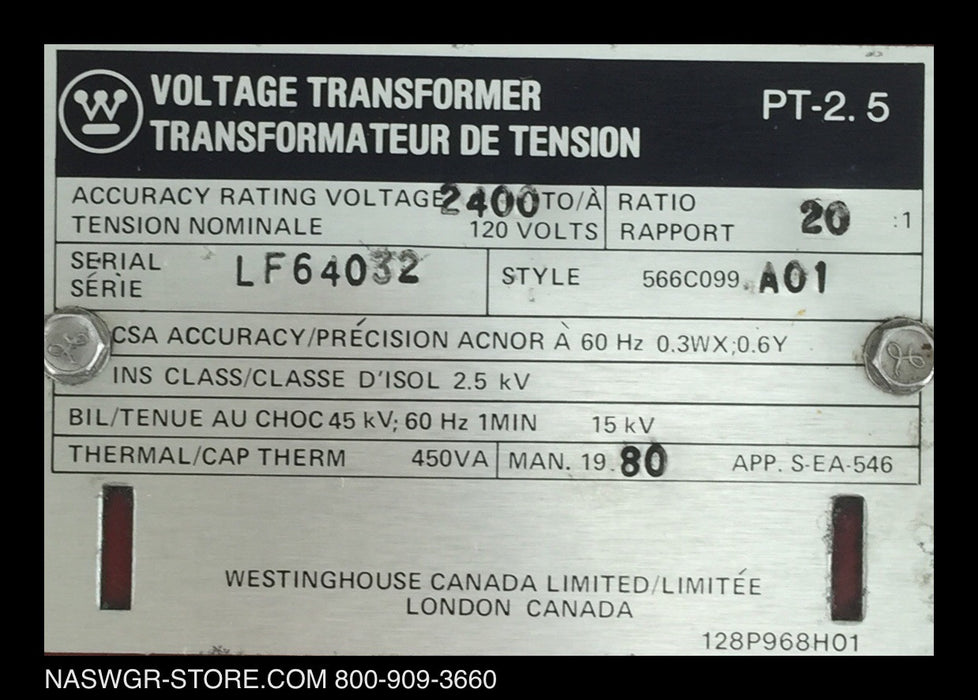 VOLTAGE TRANSFORMER
TRANSFORMATEUR DE TENSION
PT-2.5
ACCURACY RATING VOLTAGE 2400 TO/À
TENSION NOMINALE 120 VOLTS
RATIO
RAPPORT 20 :1
SERIAL
SÉRIE LF64032
STYLE 566C099 A01
CSA ACCURACY/PRÉCISION ACNOR À 60 Hz 0.3WX;0.6Y
INS CLASS/CLASSE D'ISOL 2.5 kV
BIL/TENUE AU CHOC 45 kV; 60 Hz 1MIN 15 kV
THERMAL/CAP THERM 450VA MAN. 19 80 APP. S-EA-546
WESTINGHOUSE CANADA LIMITED/LIMITÉE
LONDON CANADA
128P968H01
NASWGR-STORE.COM 800-909-3660